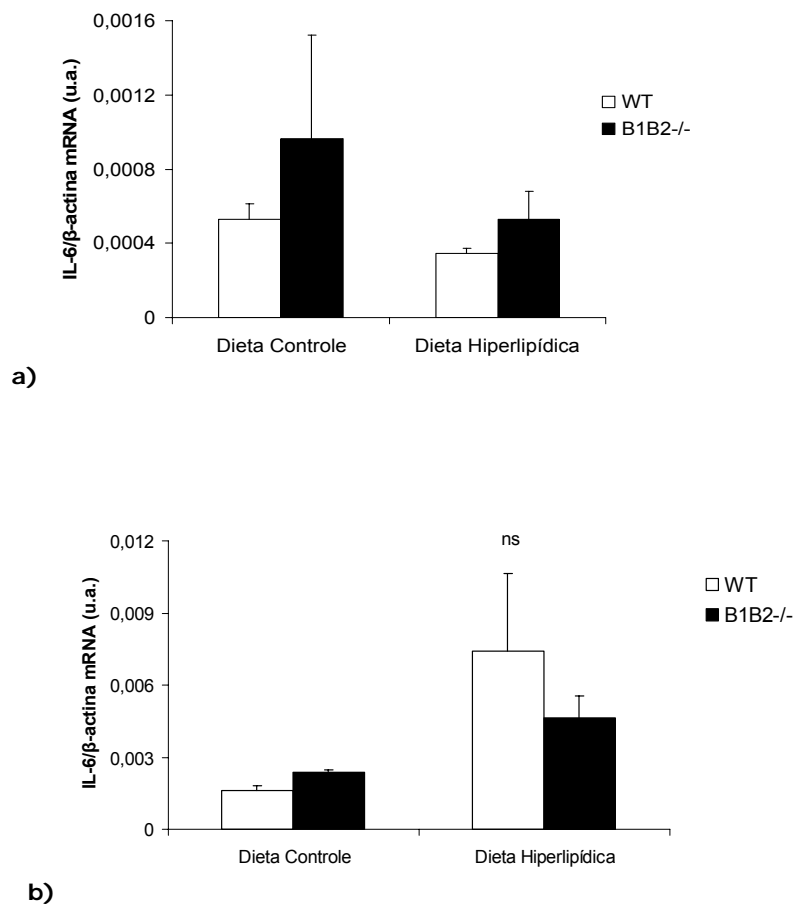 0,0016
0,0012
0,0008
0,0004
0
IL-6/β-actina mRNA (u.a.)
WT
B1B2-/-
Dieta Controle
Dieta Hiperlipídica
a)
0,012
0,009
0,006
0,003
0
IL-6/β-actina mRNA (u.a.)
ns
WT
B1B2-/-
Dieta Controle
Dieta Hiperlipídica
b)